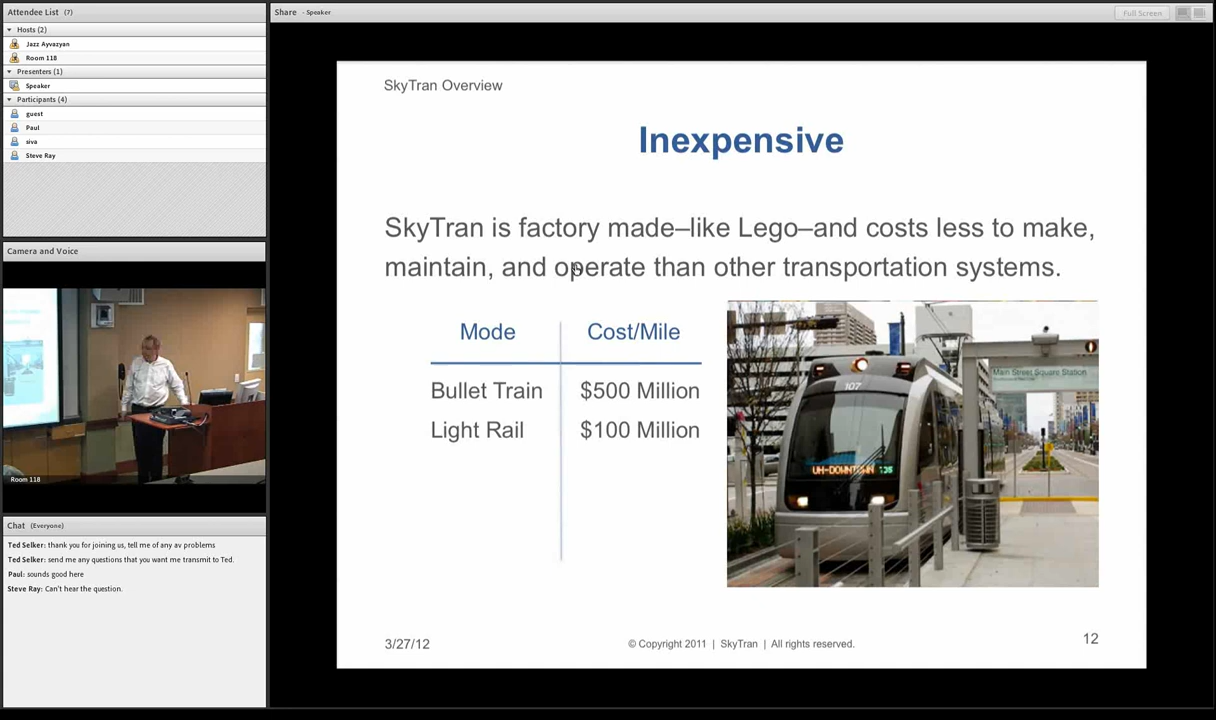 Attendee List (7)
Hosts (2)
Jazz Ayvazyan
Room 118
Presenters (1)
Speaker
Participants (4)
guest
Paul
siva
Steve Ray
Camera and Voice
Room 118
Chat (Everyone)
Ted Selker: thank you for joining us, tell me of any av problems
Ted Selker: send me any questions that you want me transmit to Ted.
Paul: sounds good here
Steve Ray: Can't hear the question.
Share - Speaker
Full Screen
SkyTran Overview
Inexpensive
SkyTran is factory made–like Lego–and costs less to make,
maintain, and operate than other transportation systems.
Mode Cost/Mile
Bullet Train $500 Million
Light Rail $100 Million
107
Main Street Square Station
UH-DOWNTOWN
3/27/12
© Copyright 2011 | SkyTran | All rights reserved.
12